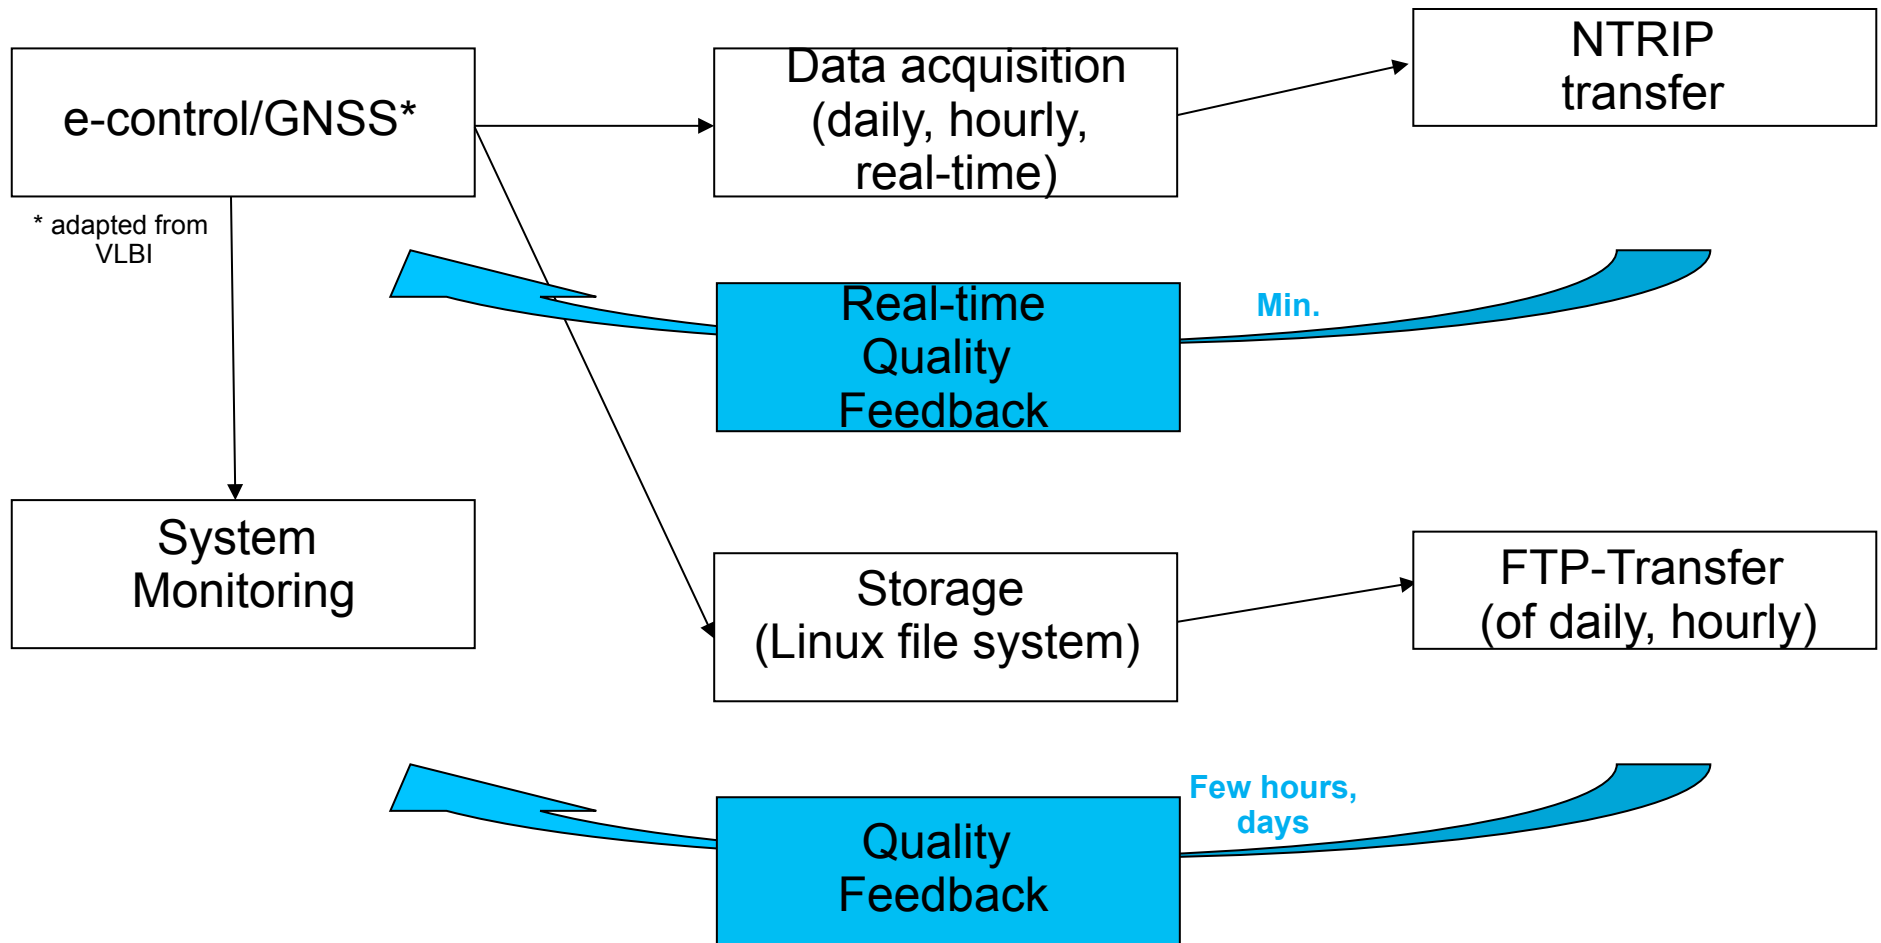 e-control/GNSS*
* adapted from
VLBI
Data acquisition
(daily, hourly,
real-time)
NTRIP
transfer
Real-time
Quality
Feedback
Min.
System
Monitoring
Storage
(Linux file system)
FTP-Transfer
(of daily, hourly)
Quality
Feedback
Few hours,
days